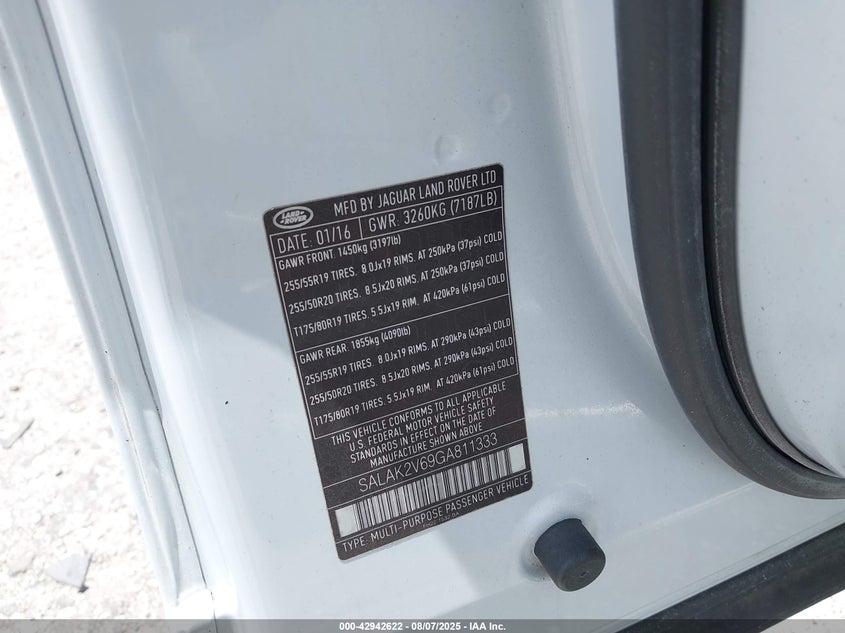 LAND
ROVER
MFD BY JAGUAR LAND ROVER LTD
DATE: 01/16 GWR: 3260KG (7187LB)
GAWR FRONT: 1450kg (3197lb)
255/55R19 TIRES. 8.0Jx19 RIMS. AT 250kPa (37psi) COLD
255/50R20 TIRES. 8.5Jx20 RIMS. AT 250kPa (37psi) COLD
T175/80R19 TIRES. 5.5Jx19 RIM. AT 420kPa (61psi) COLD
GAWR REAR: 1855kg (4090lb)
255/55R19 TIRES. 8.0Jx19 RIMS. AT 290kPa (43psi) COLD
255/50R20 TIRES. 8.5Jx20 RIMS. AT 290kPa (43psi) COLD
T175/80R19 TIRES. 5.5Jx19 RIM. AT 420kPa (61psi) COLD
THIS VEHICLE CONFORMS TO ALL APPLICABLE
U.S. FEDERAL MOTOR VEHICLE SAFETY
STANDARDS IN EFFECT ON THE DATE OF
MANUFACTURE SHOWN ABOVE
SALAK2V69GA811333
TYPE: MULTI-PURPOSE PASSENGER VEHICLE
000-42942622 - 08/07/2025 - IAA Inc.